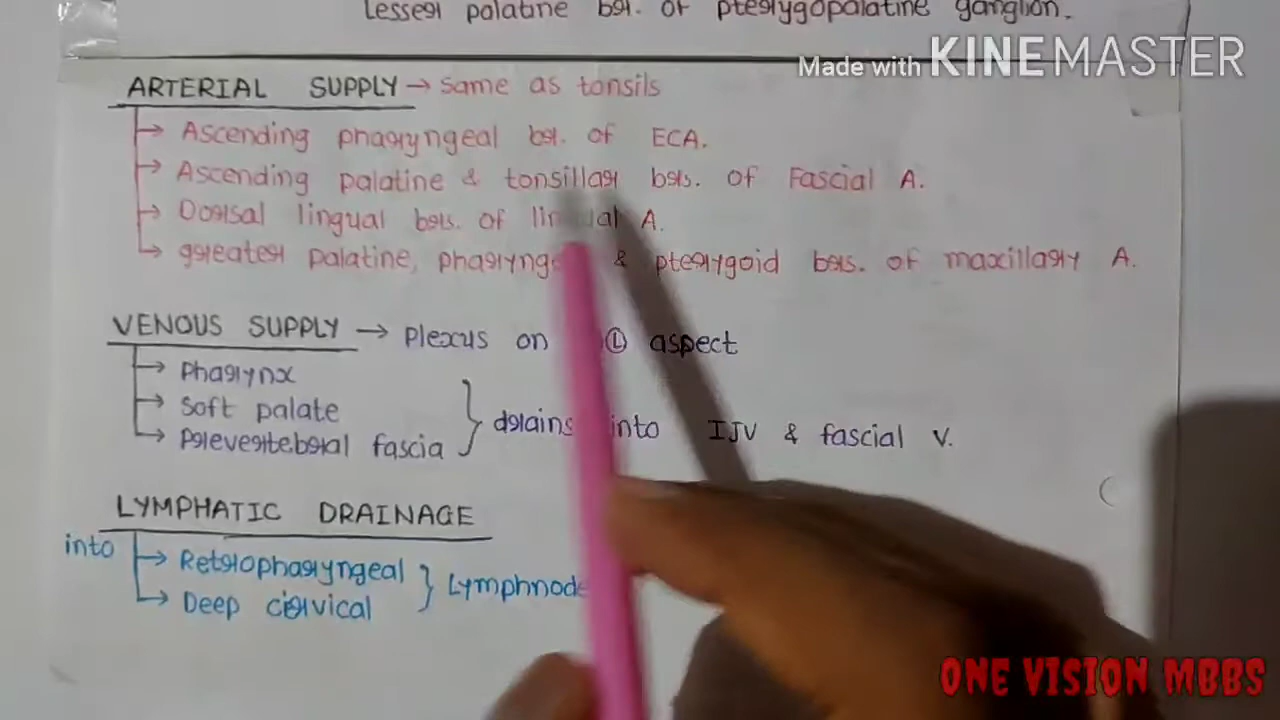 Lesser palatine br. of pterygopalatine ganglion.
Made with KINEMASTER
ARTERIAL SUPPLY → Same as tonsils
→ Ascending pharyngeal br. of ECA.
→ Ascending palatine & tonsillar brs. of Fascial A.
→ Dorsal lingual brs. of lingual A.
→ greater palatine, & pterygoid brs. of maxillary A.
VENOUS SUPPLY → Plexus on Ⓛ aspect
→ Pharynx
→ Soft palate
→ Prevertebral fascia } drains into IJV & fascial V.
LYMPHATIC DRAINAGE
into → Retropharyngeal
→ Deep cervical } Lymphnode
ONE VISION MBBS